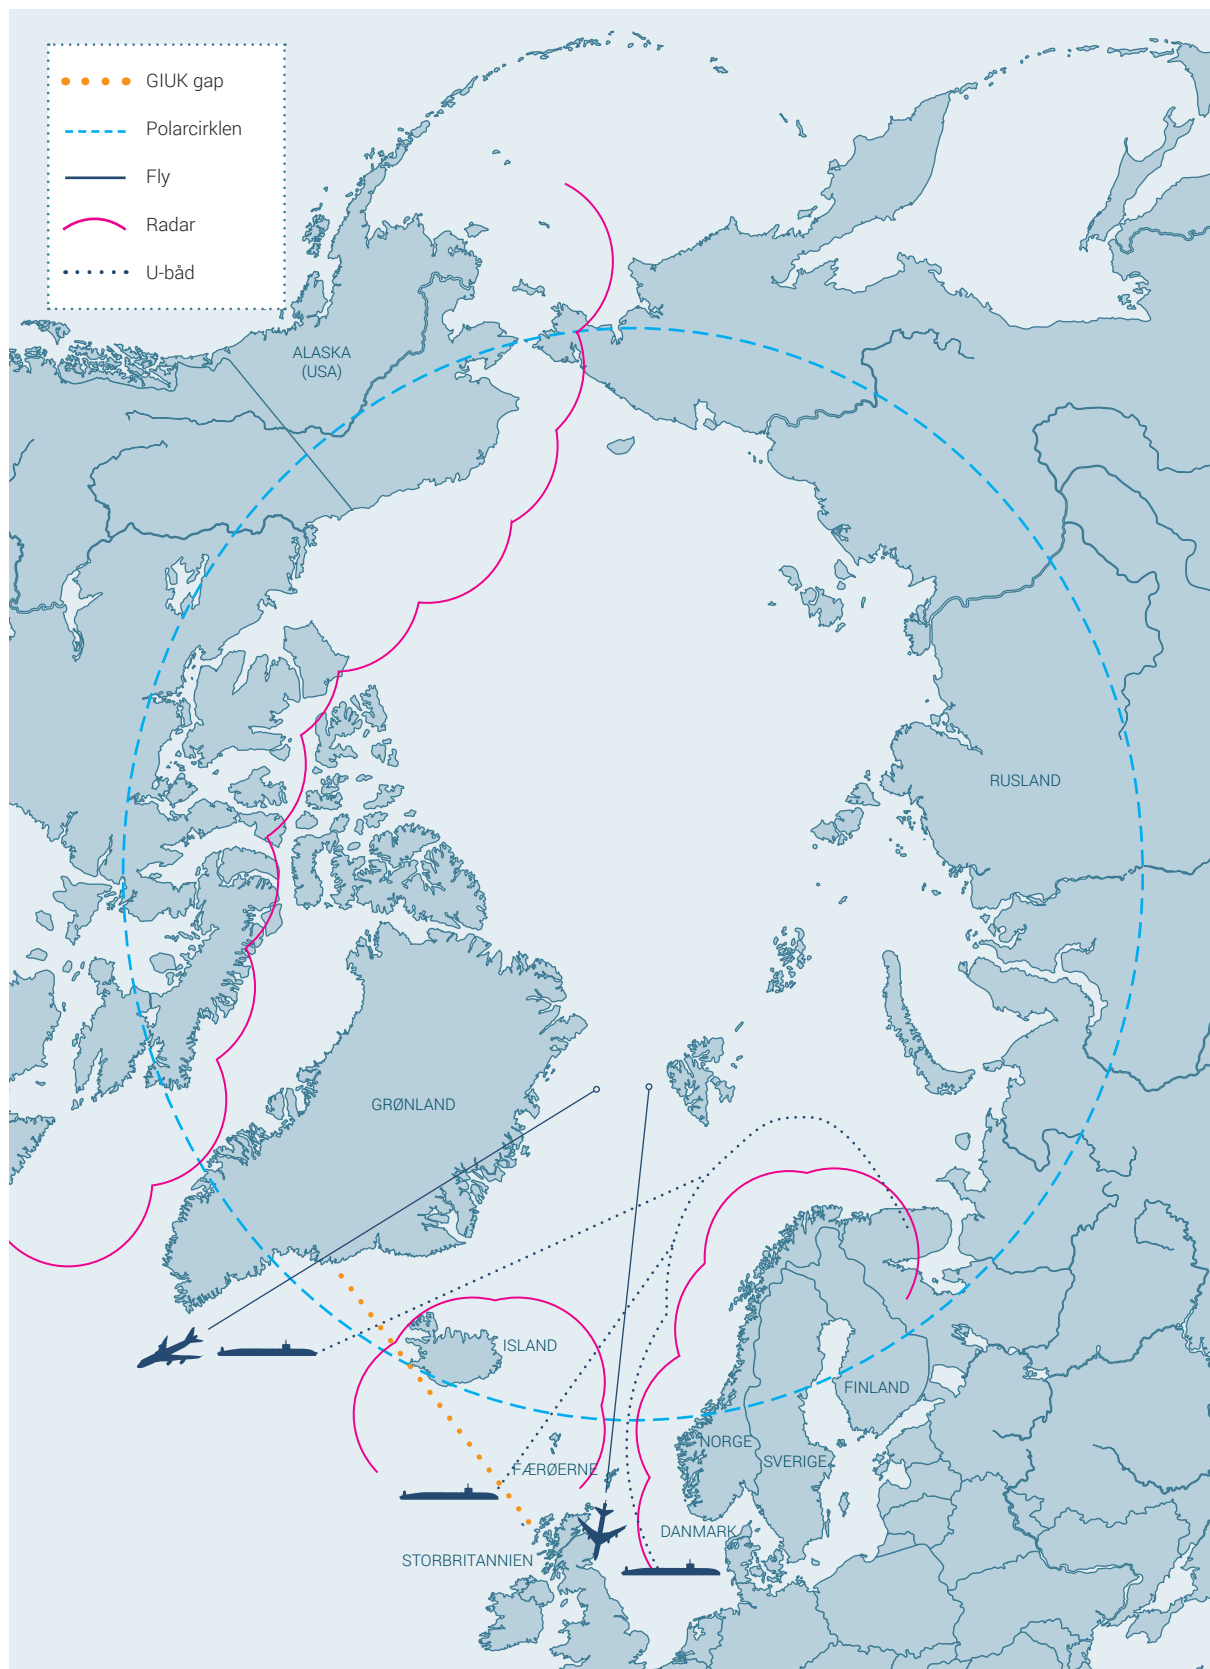 GIUK gap
Polarcirklen
Fly
Radar
U-båd
ALASKA
(USA)
RUSLAND
GRØNLAND
ISLAND
FINLAND
NORGE
SVERIGE
FÆRØERNE
DANMARK
STORBRITANNIEN